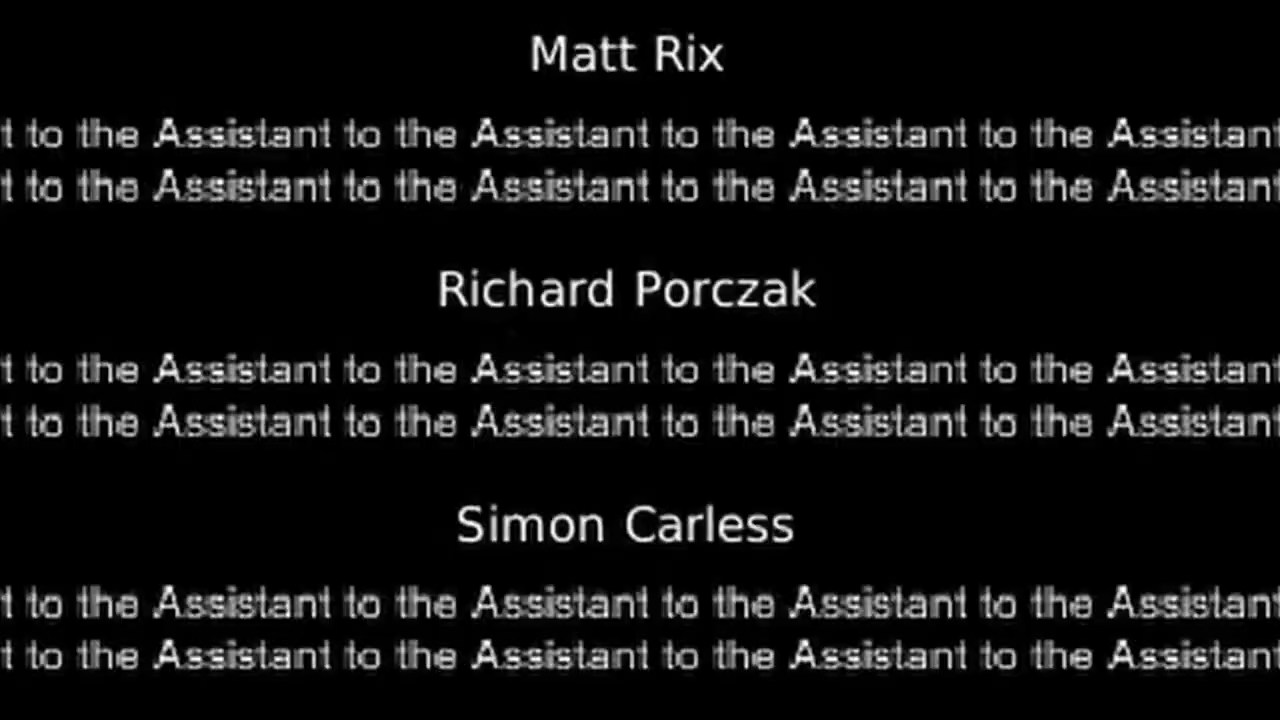 Matt Rix
t to the Assistant to the Assistant to the Assistant to the Assistant
t to the Assistant to the Assistant to the Assistant to the Assistant
Richard Porczak
t to the Assistant to the Assistant to the Assistant to the Assistant
t to the Assistant to the Assistant to the Assistant to the Assistant
Simon Carless
t to the Assistant to the Assistant to the Assistant to the Assistant
t to the Assistant to the Assistant to the Assistant to the Assistant